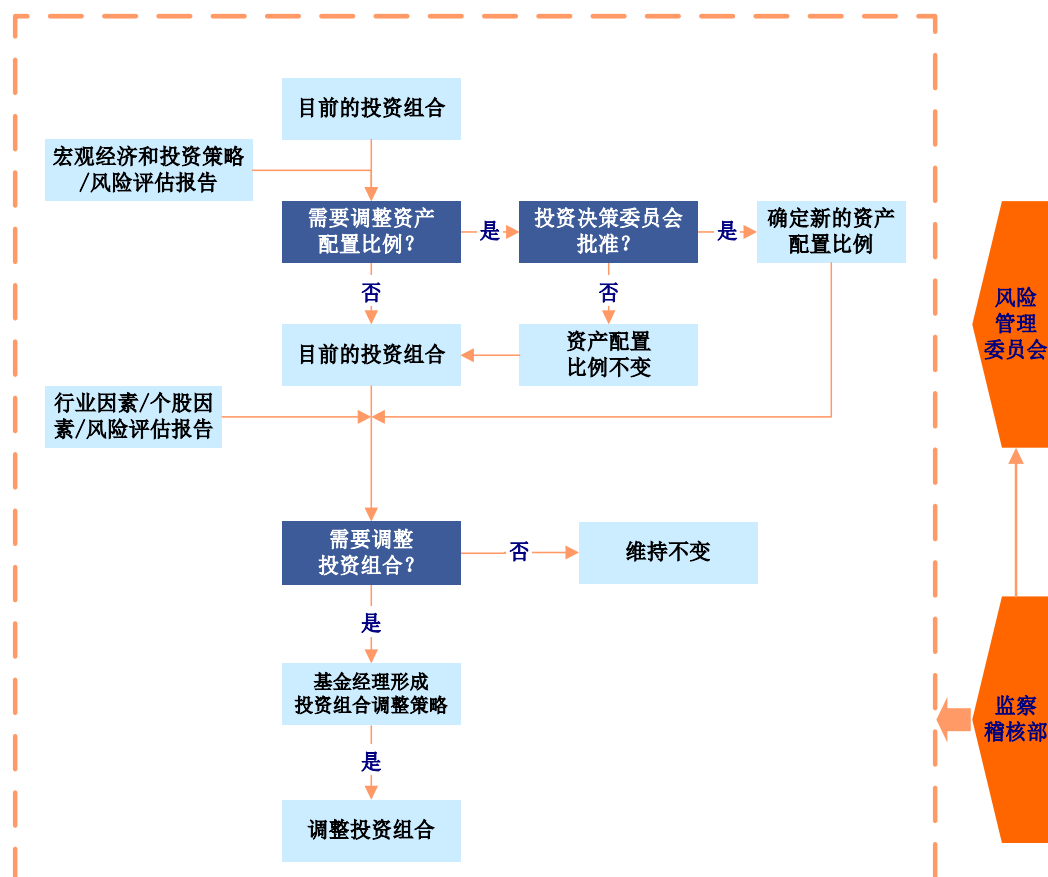 目前的投资组合
宏观经济和投资策略
/风险评估报告
需要调整资产
配置比例？
是
投资决策委员会
批准？
是
确定新的资产
配置比例
否
否
风险
管理
委员会
目前的投资组合
资产配置
比例不变
行业因素/个股因
素/风险评估报告
需要调整
投资组合？
否
维持不变
是
基金经理形成
投资组合调整策略
监察
稽核部
是
调整投资组合